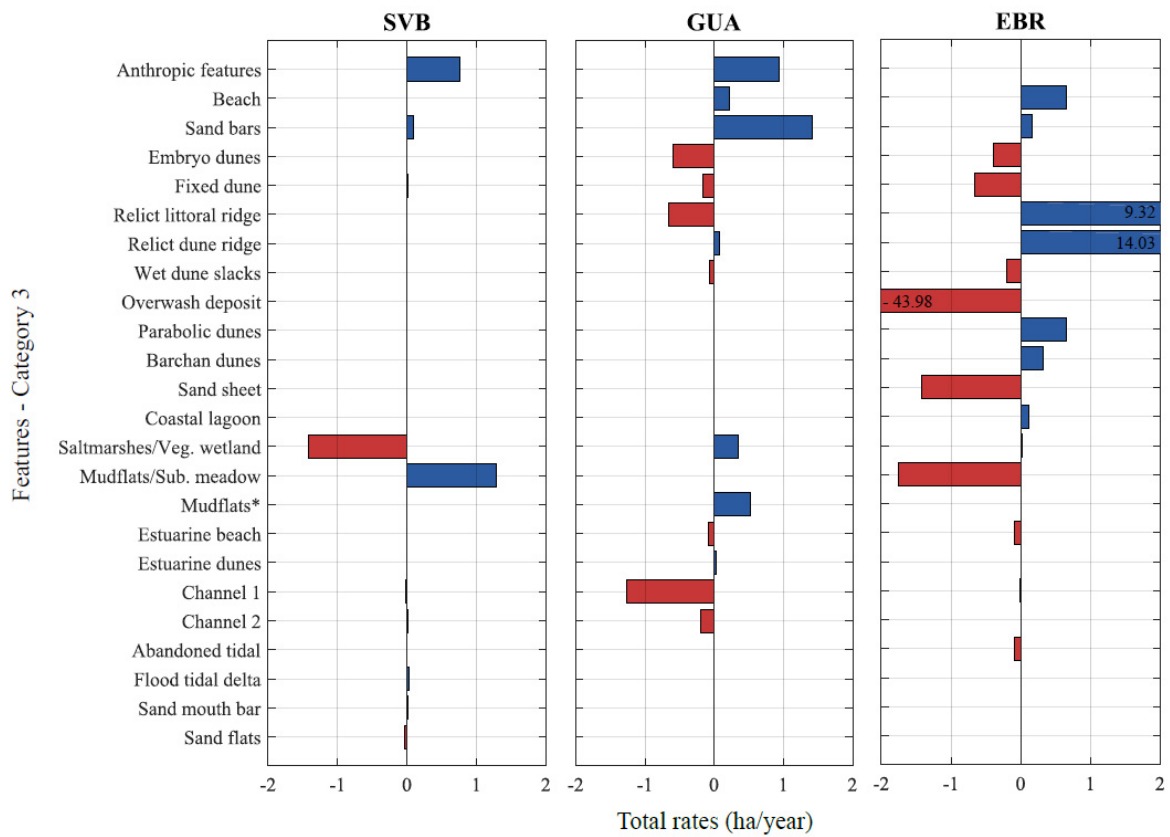 SVB GUA EBR
Anthropic features
Beach
Sand bars
Embryo dunes
Fixed dune
Relict littoral ridge
9.32
Relict dune ridge
14.03
Wet dune slacks
Overwash deposit
- 43.98
Parabolic dunes
Barchan dunes
Sand sheet
Coastal lagoon
Saltmarshes/Veg. wetland
Mudflats/Sub. meadow
Mudflats*
Estuarine beach
Estuarine dunes
Channel 1
Channel 2
Abandoned tidal
Flood tidal delta
Sand mouth bar
Sand flats
Features - Category 3
-2 -1 0 1 2 -2 -1 0 1 2 -2 -1 0 1 2
Total rates (ha/year)